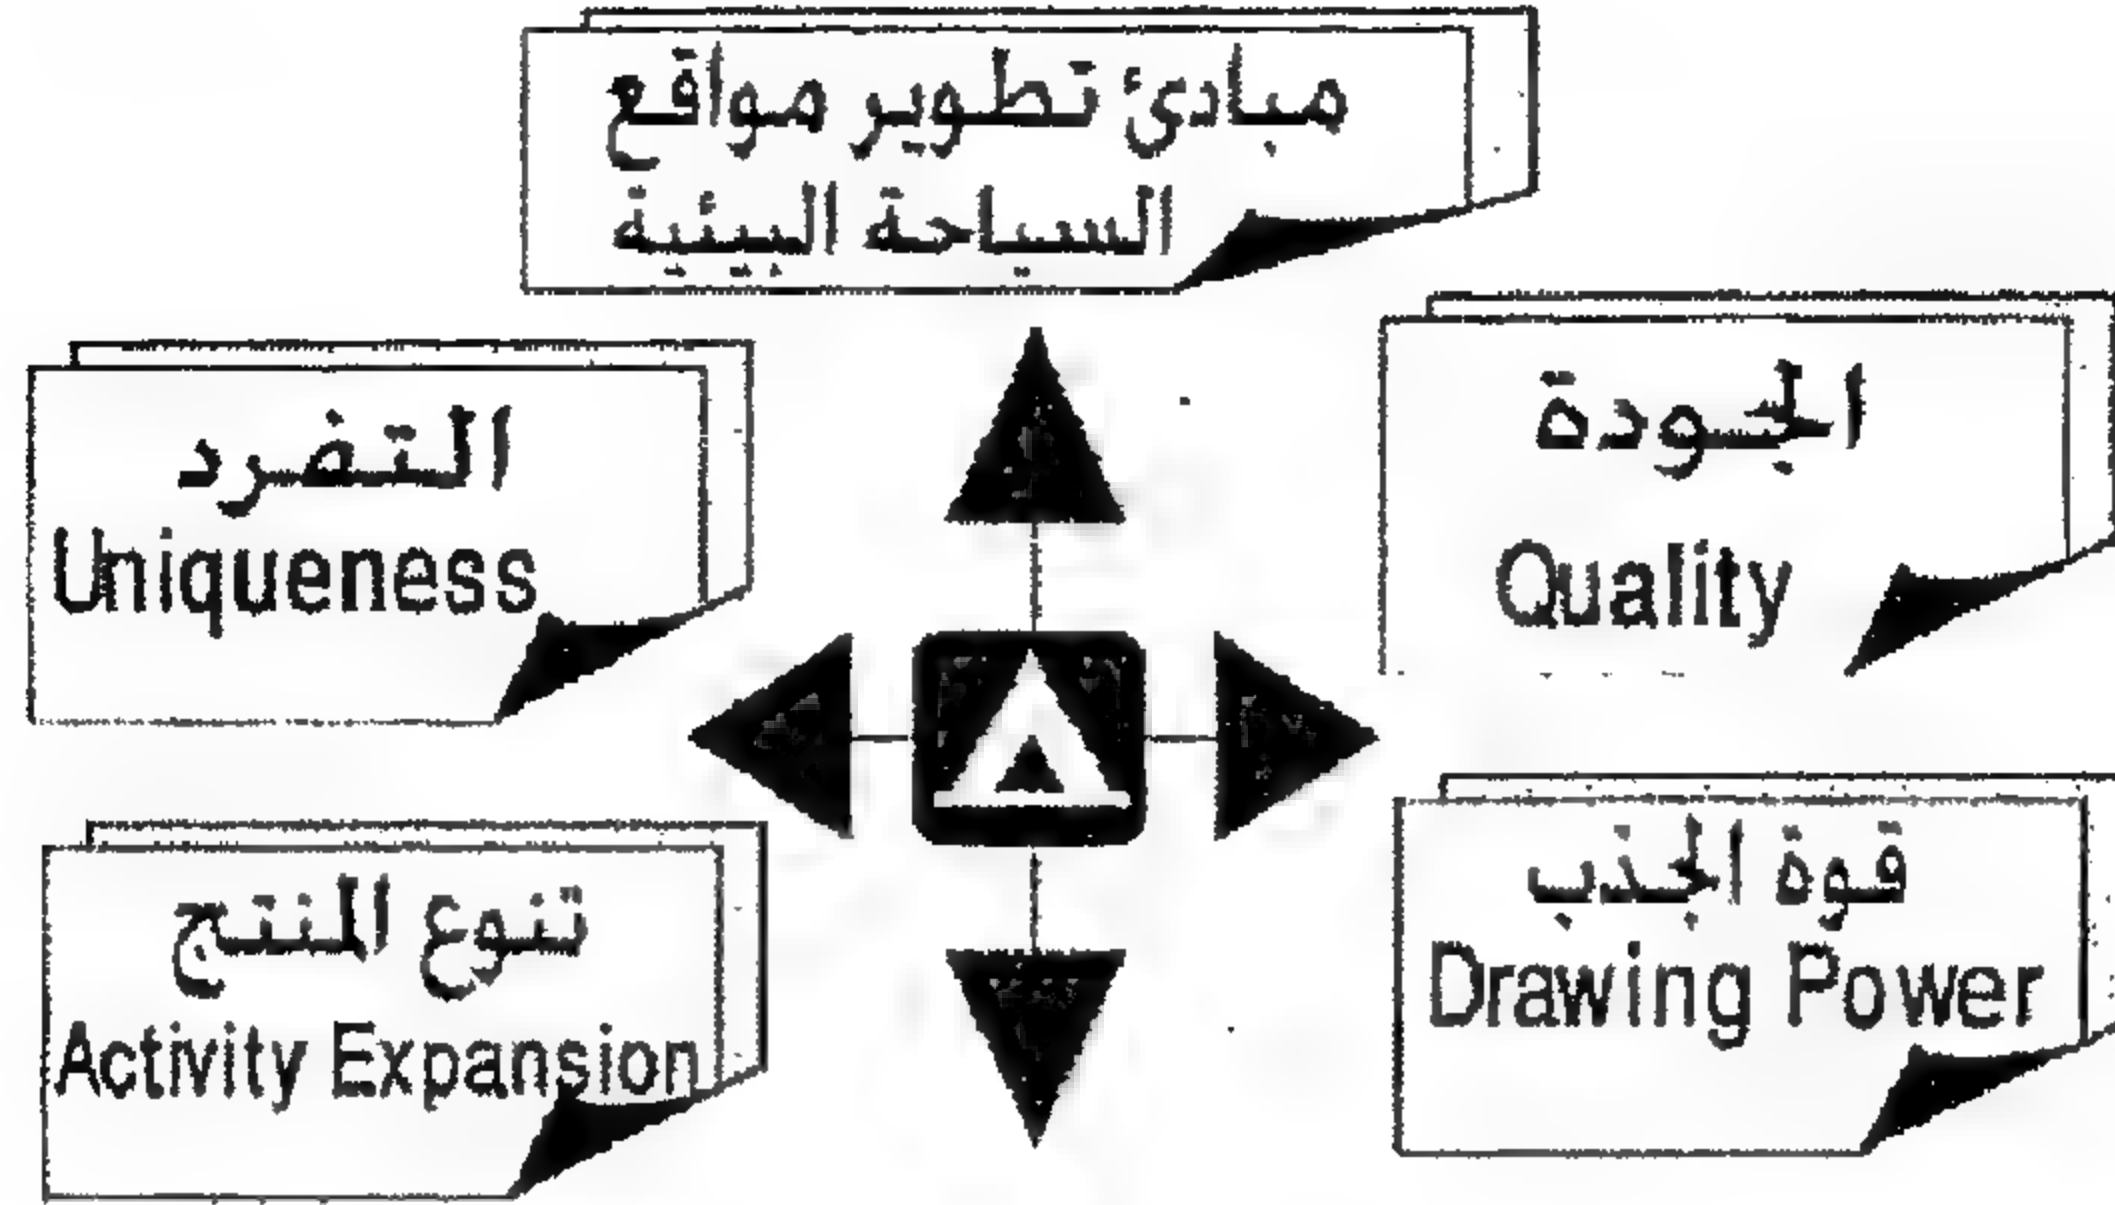 مبادئ تطوير مواقع
السياحة البيئية
الجودة
Quality
التفرد
Uniqueness
قوة الجذب
Drawing Power
تنوع المنتج
Activity Expansion